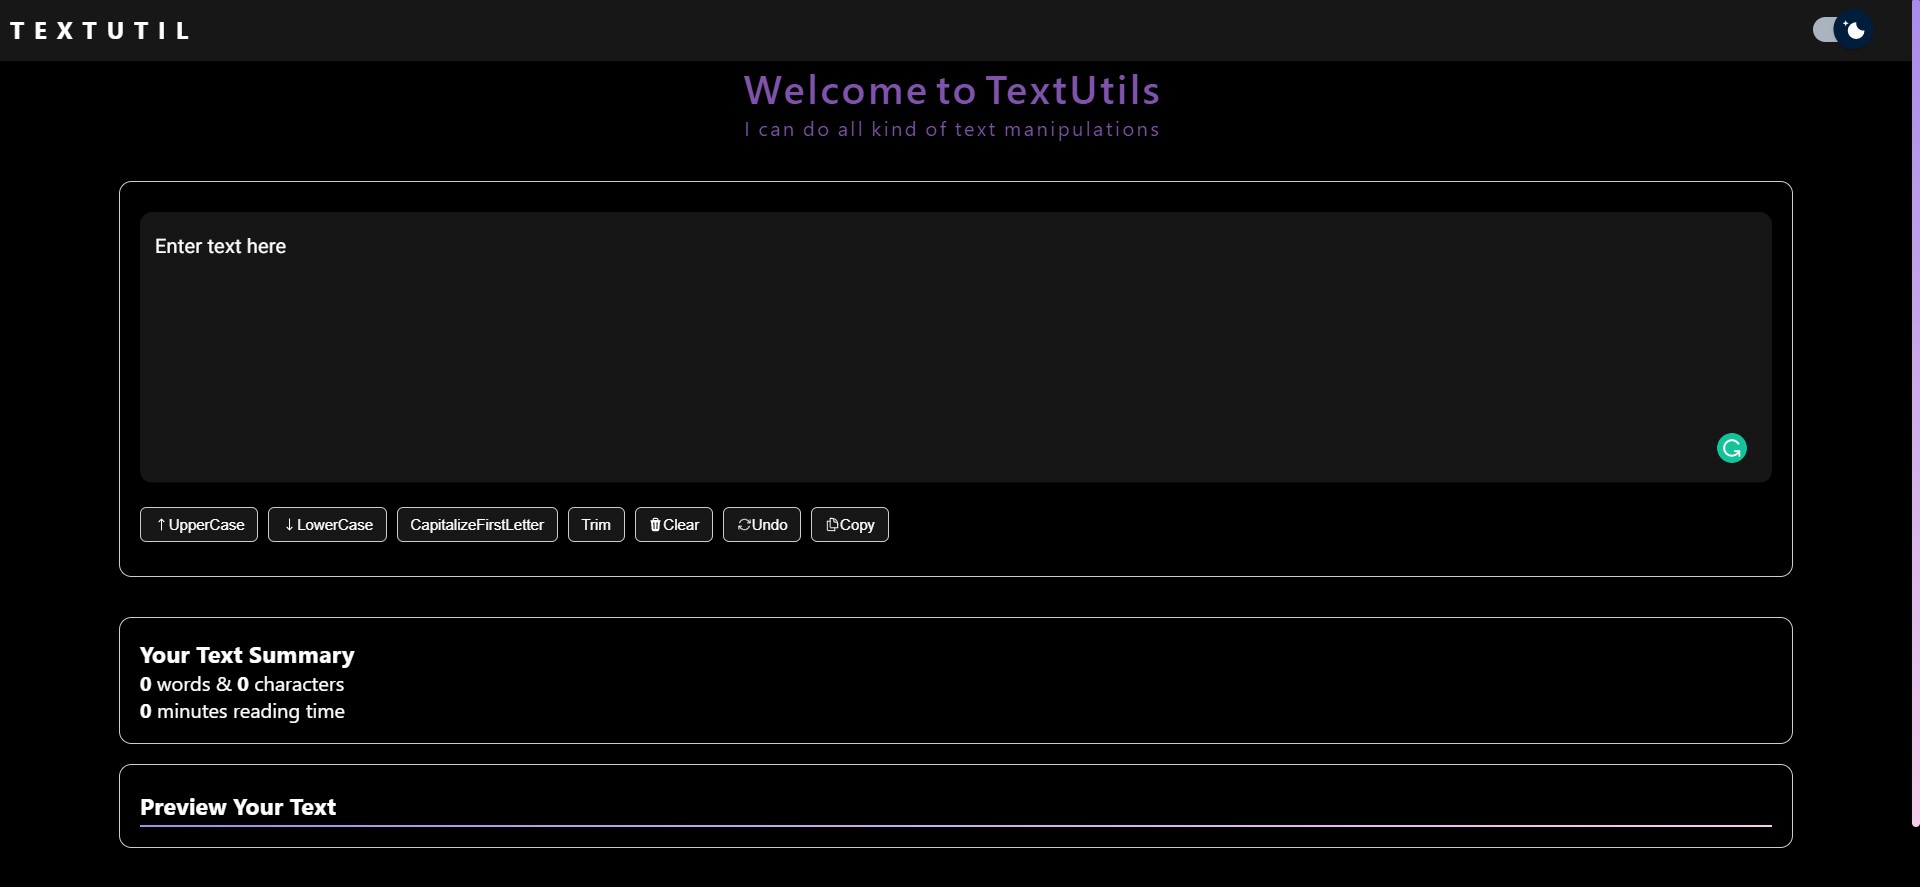 TEXTUTIL
Welcome to TextUtils
I can do all kind of text manipulations
Enter text here
↑UpperCase ↓LowerCase CapitalizeFirstLetter Trim Clear Undo Copy
Your Text Summary
0 words & 0 characters
0 minutes reading time
Preview Your Text